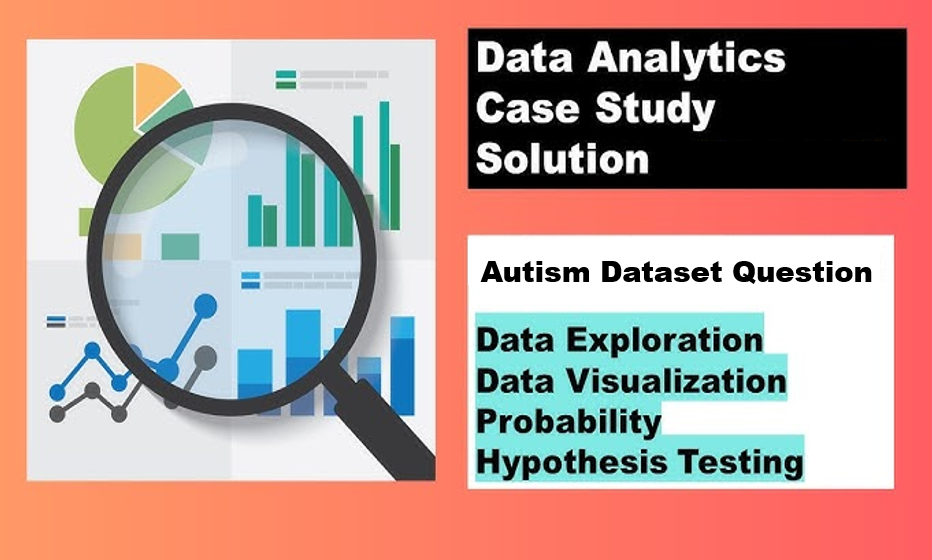 Data Analytics
Case Study
Solution
Autism Dataset Question
Data Exploration
Data Visualization
Probability
Hypothesis Testing